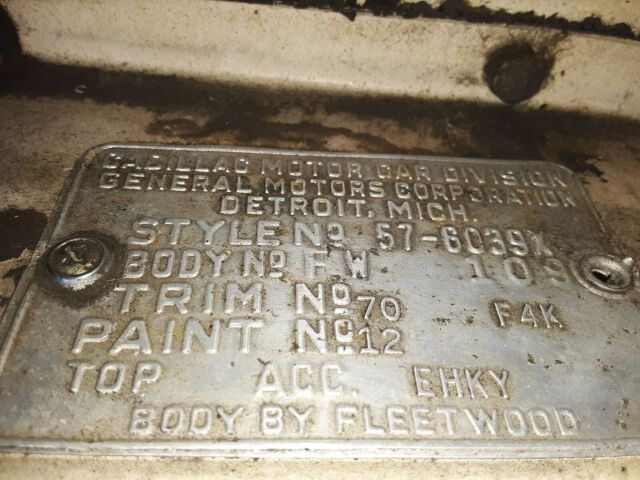 CADILLAC MOTOR CAR DIVISION
GENERAL MOTORS CORPORATION
DETROIT, MICH.
STYLE No. 57-6039X
BODY No. FW 109
TRIM No. 70 F4K
PAINT No. 12
TOP ACC. EHKY
BODY BY FLEETWOOD